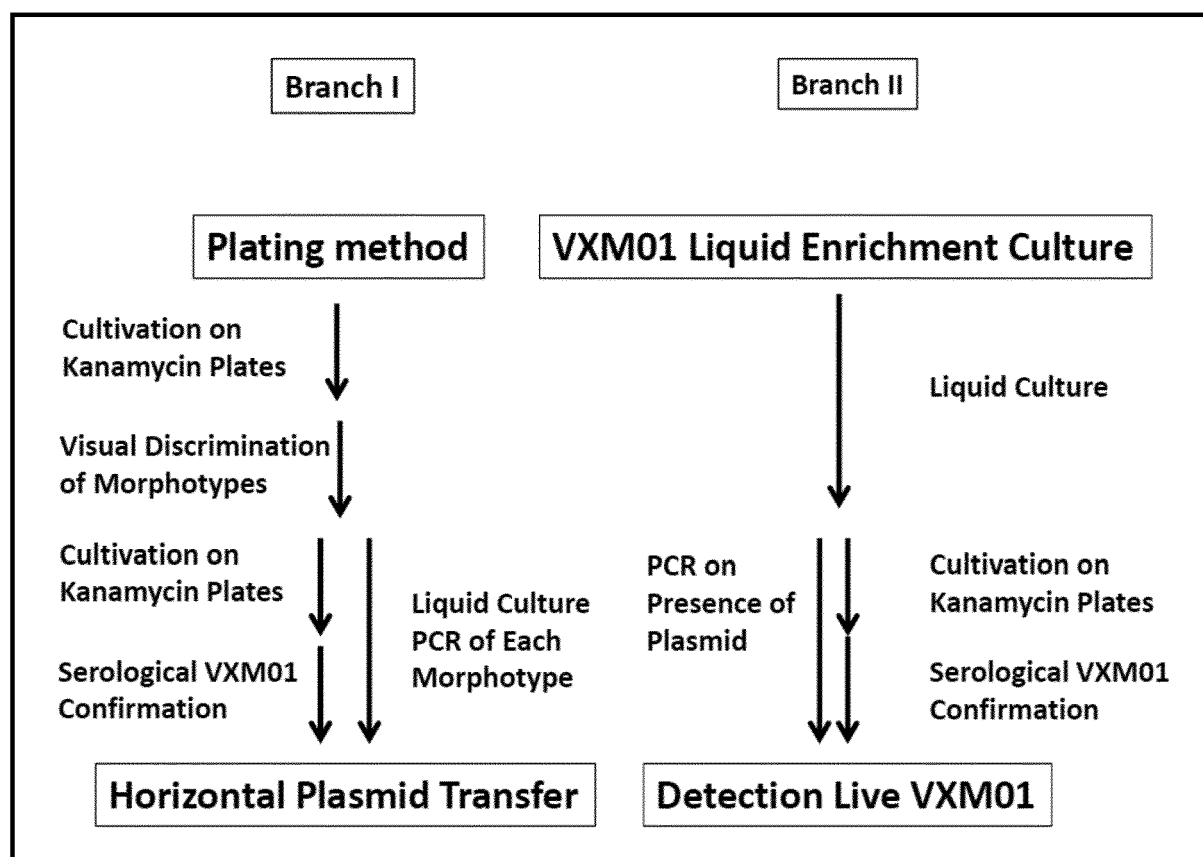 Branch I
Branch II
Plating method
VXM01 Liquid Enrichment Culture
Cultivation on
Kanamycin Plates
Liquid Culture
Visual Discrimination
of Morphotypes
Cultivation on
Kanamycin Plates
Liquid Culture
PCR of Each
Morphotype
PCR on
Presence of
Plasmid
Cultivation on
Kanamycin Plates
Serological VXM01
Confirmation
Serological VXM01
Confirmation
Horizontal Plasmid Transfer
Detection Live VXM01